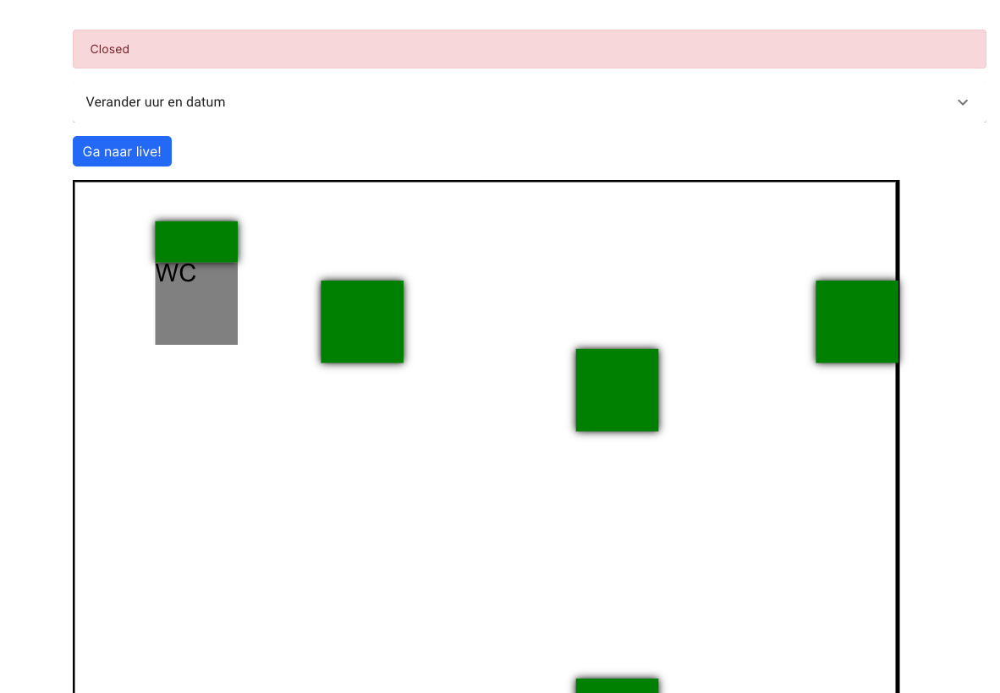 Closed
Verander uur en datum
Ga naar live!
WC